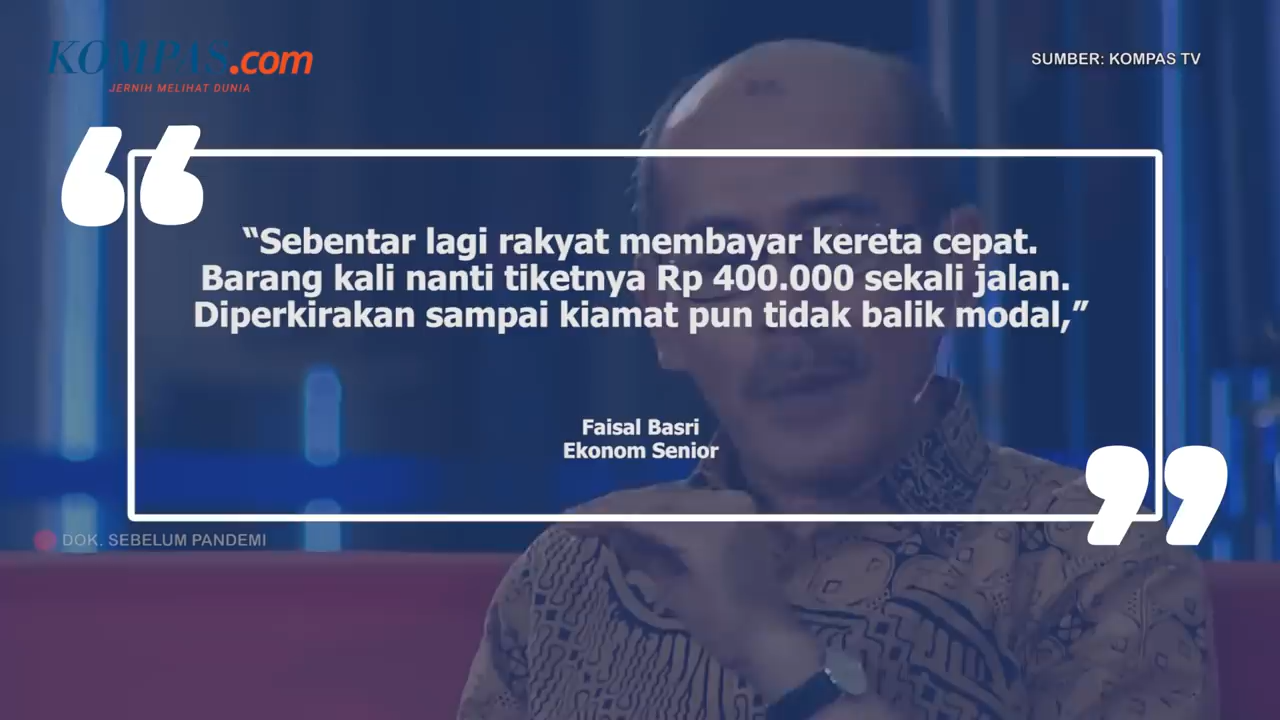 KOMPAS.com
JERNIH MELIHAT DUNIA
SUMBER: KOMPAS TV
“Sebentar lagi rakyat membayar kereta cepat.
Barang kali nanti tiketnya Rp 400.000 sekali jalan.
Diperkirakan sampai kiamat pun tidak balik modal,”
Faisal Basri
Ekonom Senior
DOK. SEBELUM PANDEMI